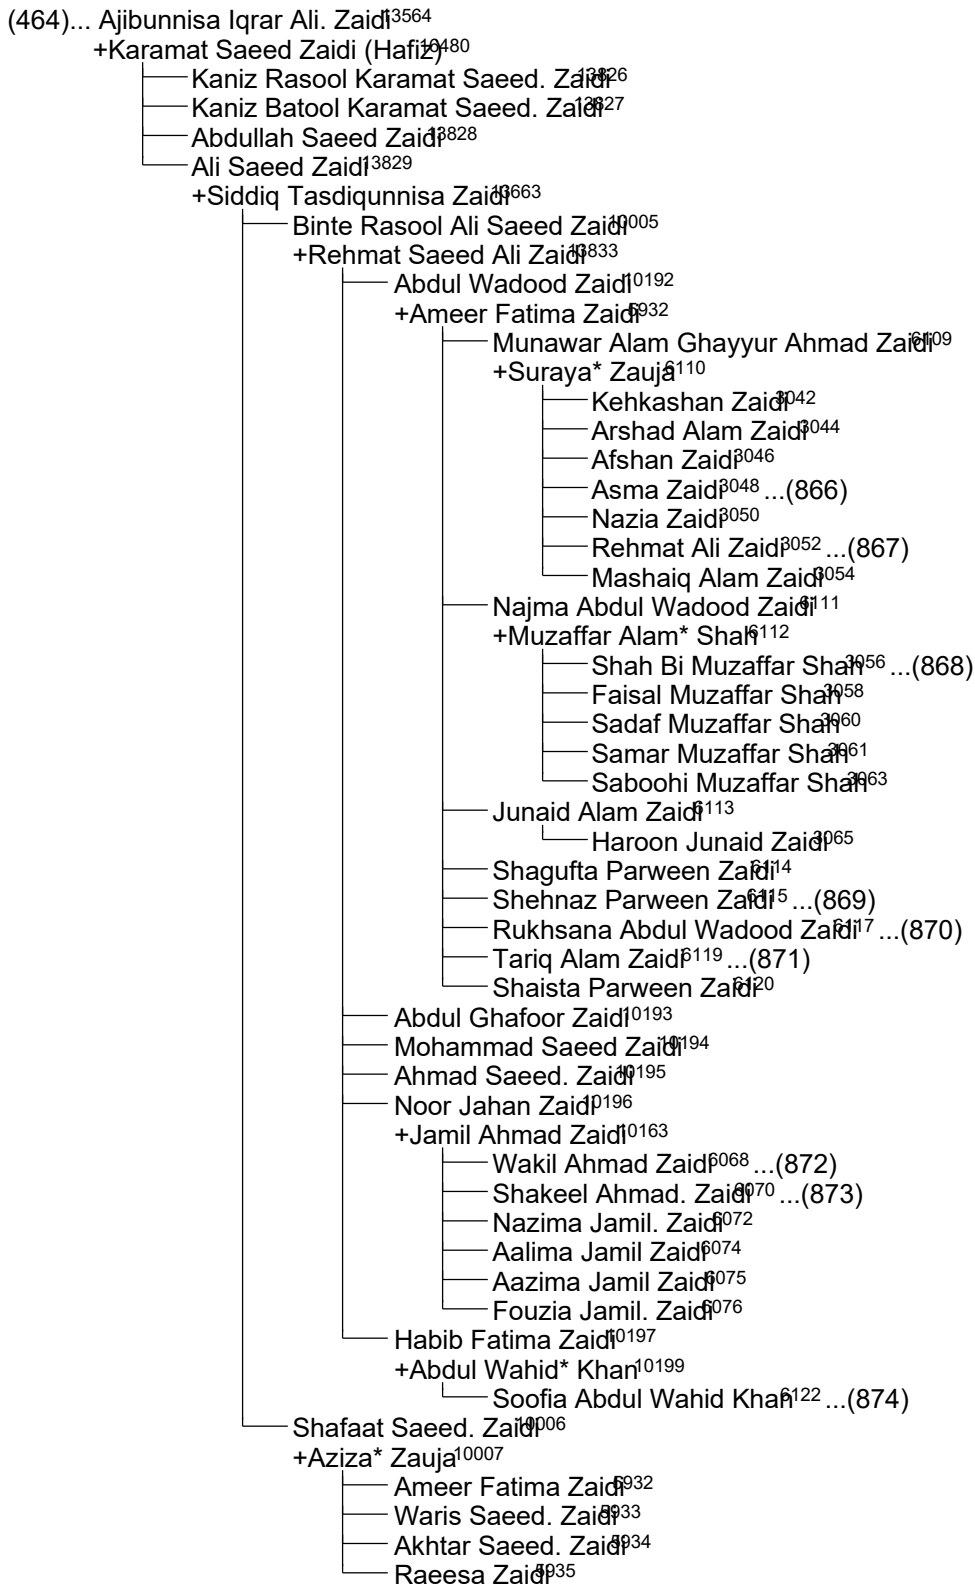 (464)... Ajibunnisa Iqrar Ali. Zaidi13564
+Karamat Saeed Zaidi (Hafiz)16480
Kaniz Rasool Karamat Saeed. Zaidi13826
Kaniz Batool Karamat Saeed. Zaidi13827
Abdullah Saeed Zaidi13828
Ali Saeed Zaidi13829
+Siddiq Tasdiqunnisa Zaidi13663
Binte Rasool Ali Saeed Zaidi10005
+Rehmat Saeed Ali Zaidi13833
Abdul Wadood Zaidi10192
+Ameer Fatima Zaidi5932
Munawar Alam Ghayyur Ahmad Zaidi6109
+Suraya* Zauja6110
Kehkashan Zaidi3042
Arshad Alam Zaidi3044
Afshan Zaidi3046
Asma Zaidi3048 ...(866)
Nazia Zaidi3050
Rehmat Ali Zaidi3052 ...(867)
Mashaiq Alam Zaidi3054
Najma Abdul Wadood Zaidi6111
+Muzaffar Alam* Shah6112
Shah Bi Muzaffar Shah3056 ...(868)
Faisal Muzaffar Shah3058
Sadaf Muzaffar Shah3060
Samar Muzaffar Shah3061
Saboohi Muzaffar Shah3063
Junaid Alam Zaidi6113
Haroon Junaid Zaidi3065
Shagufta Parween Zaidi6114
Shehnaz Parween Zaidi6115 ...(869)
Rukhsana Abdul Wadood Zaidi6117 ...(870)
Tariq Alam Zaidi6119 ...(871)
Shaista Parween Zaidi6120
Abdul Ghafoor Zaidi10193
Mohammad Saeed Zaidi10194
Ahmad Saeed. Zaidi10195
Noor Jahan Zaidi10196
+Jamil Ahmad Zaidi10163
Wakil Ahmad Zaidi6068 ...(872)
Shakeel Ahmad. Zaidi6070 ...(873)
Nazima Jamil. Zaidi6072
Aalima Jamil Zaidi6074
Aazima Jamil Zaidi6075
Fouzia Jamil. Zaidi6076
Habib Fatima Zaidi10197
+Abdul Wahid* Khan10199
Soofia Abdul Wahid Khan6122 ...(874)
Shafaat Saeed. Zaidi10006
+Aziza* Zauja10007
Ameer Fatima Zaidi5932
Waris Saeed. Zaidi5933
Akhtar Saeed. Zaidi5934
Raeesa Zaidi5935